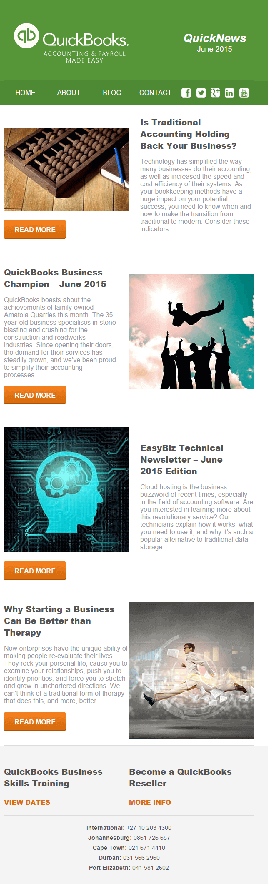 QuickBooks.
ACCOUNTING & PAYROLL
MADE EASY
QuickNews
June 2015
HOME
ABOUT
BLOG
CONTACT
Is Traditional
Accounting Holding
Back Your Business?
Technology has simplified the way
many businesses do their accounting
as well as increased the speed and
cost efficiency of their systems. As
your bookkeeping methods have a
huge impact on your potential
success, you need to know when and
how to make the transition from
traditional to modern. Consider these
indicators.
READ MORE
QuickBooks Business
Champion – June 2015
QuickBooks boasts about the
achievements of family owned
Quarries this month. The 35
year old business specialises in stone
blasting and crushing for the
construction and roadworks
industries. Since opening their doors
the demand for their services has
steadily grown, and we've been proud
to simplify their accounting
processes.
READ MORE
EasyBiz Technical
Newsletter – June
2015 Edition
Cloud hosting is the business
buzzword of recent times, especially
in the field of accounting software. Are
you interested in learning more about
this revolutionary service? Our
technicians explain how it works, what
you need to use it, and why it's such a
popular alternative to traditional data
storage.
READ MORE
Why Starting a Business
Can Be Better than
Therapy
New enterprises have the unique ability of
making people re-evaluate their lives.
They rock your personal life, cause you to
examine your relationships, push you to
identify priorities, and force you to stretch
and grow in unchartered directions. We
can't think of a traditional form of therapy
that does this, and more, better.
READ MORE
QuickBooks Business
Skills Training
VIEW DATES
Become a QuickBooks
Reseller
MORE INFO
International:
Johannesburg:
Cape Town:
Durban:
Port Elizabeth: